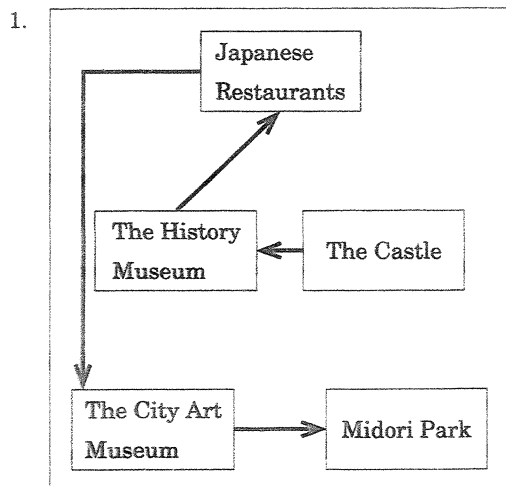 1.
Japanese
Restaurants
The History
Museum
The Castle
The City Art
Museum
Midori Park